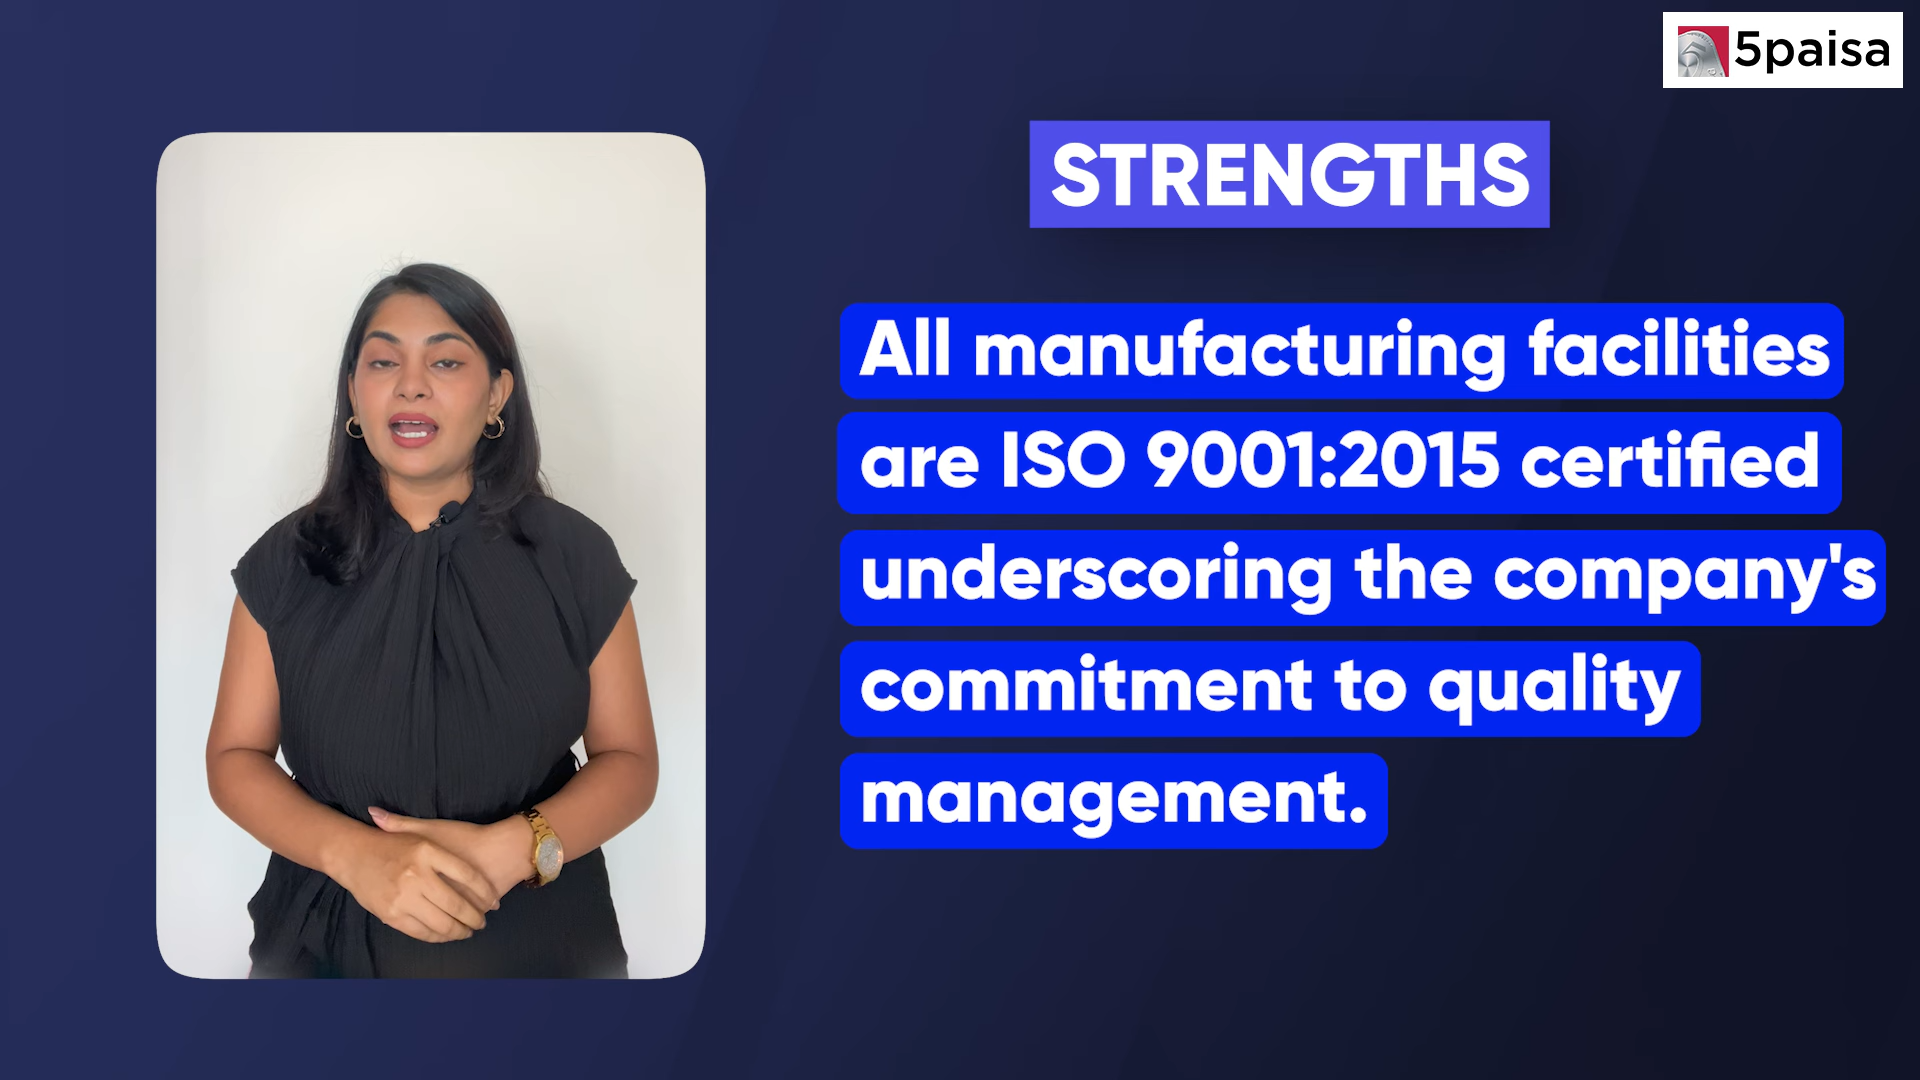 5paisa
STRENGTHS
All manufacturing facilities
are ISO 9001:2015 certified
underscoring the company's
commitment to quality
management.